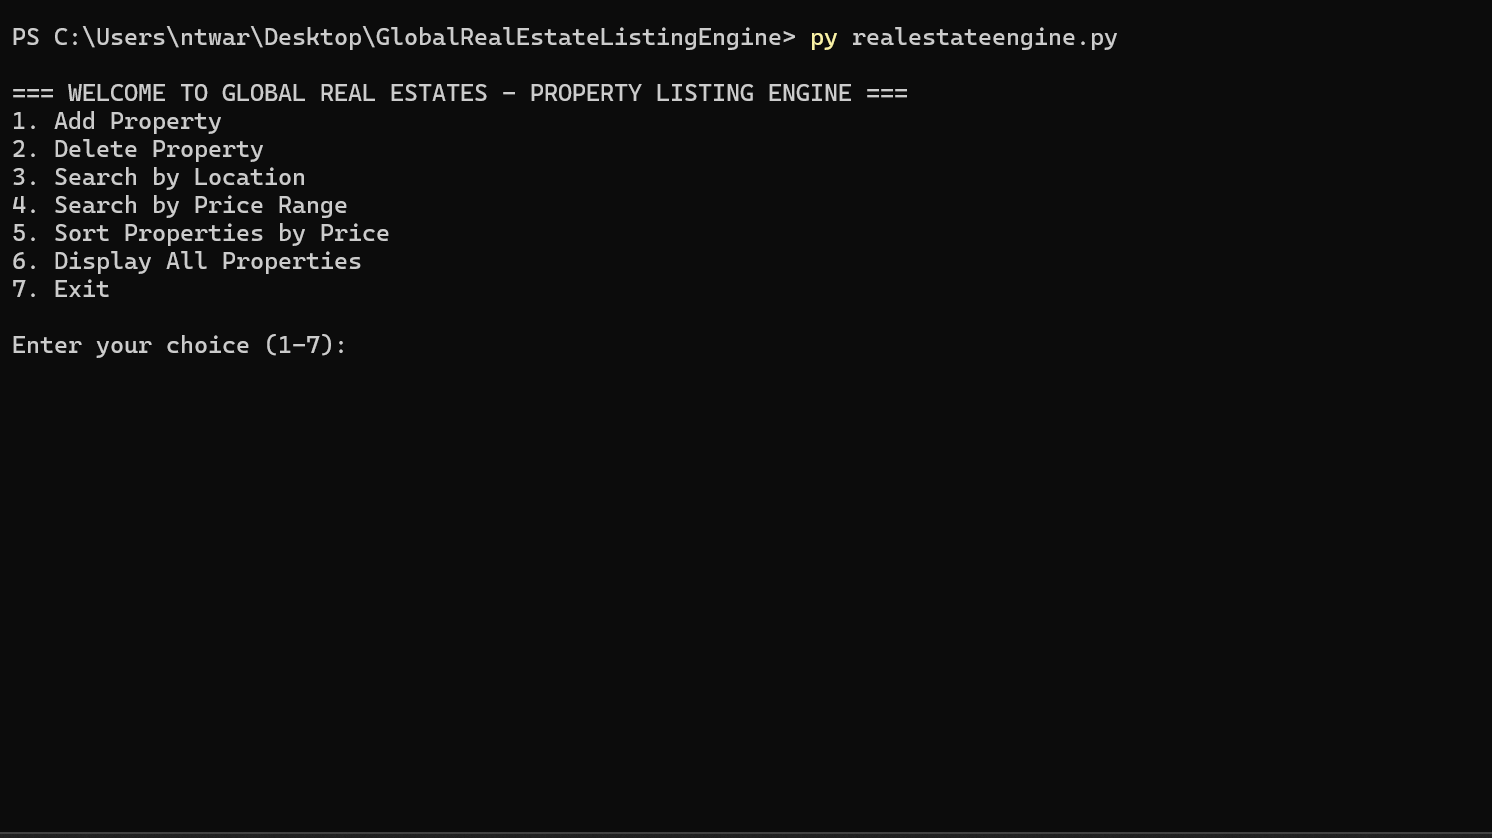 PS C:\Users\ntwar\Desktop\GlobalRealEstateListingEngine> py realestateengine.py
=== WELCOME TO GLOBAL REAL ESTATES - PROPERTY LISTING ENGINE ===
1. Add Property
2. Delete Property
3. Search by Location
4. Search by Price Range
5. Sort Properties by Price
6. Display All Properties
7. Exit
Enter your choice (1-7):